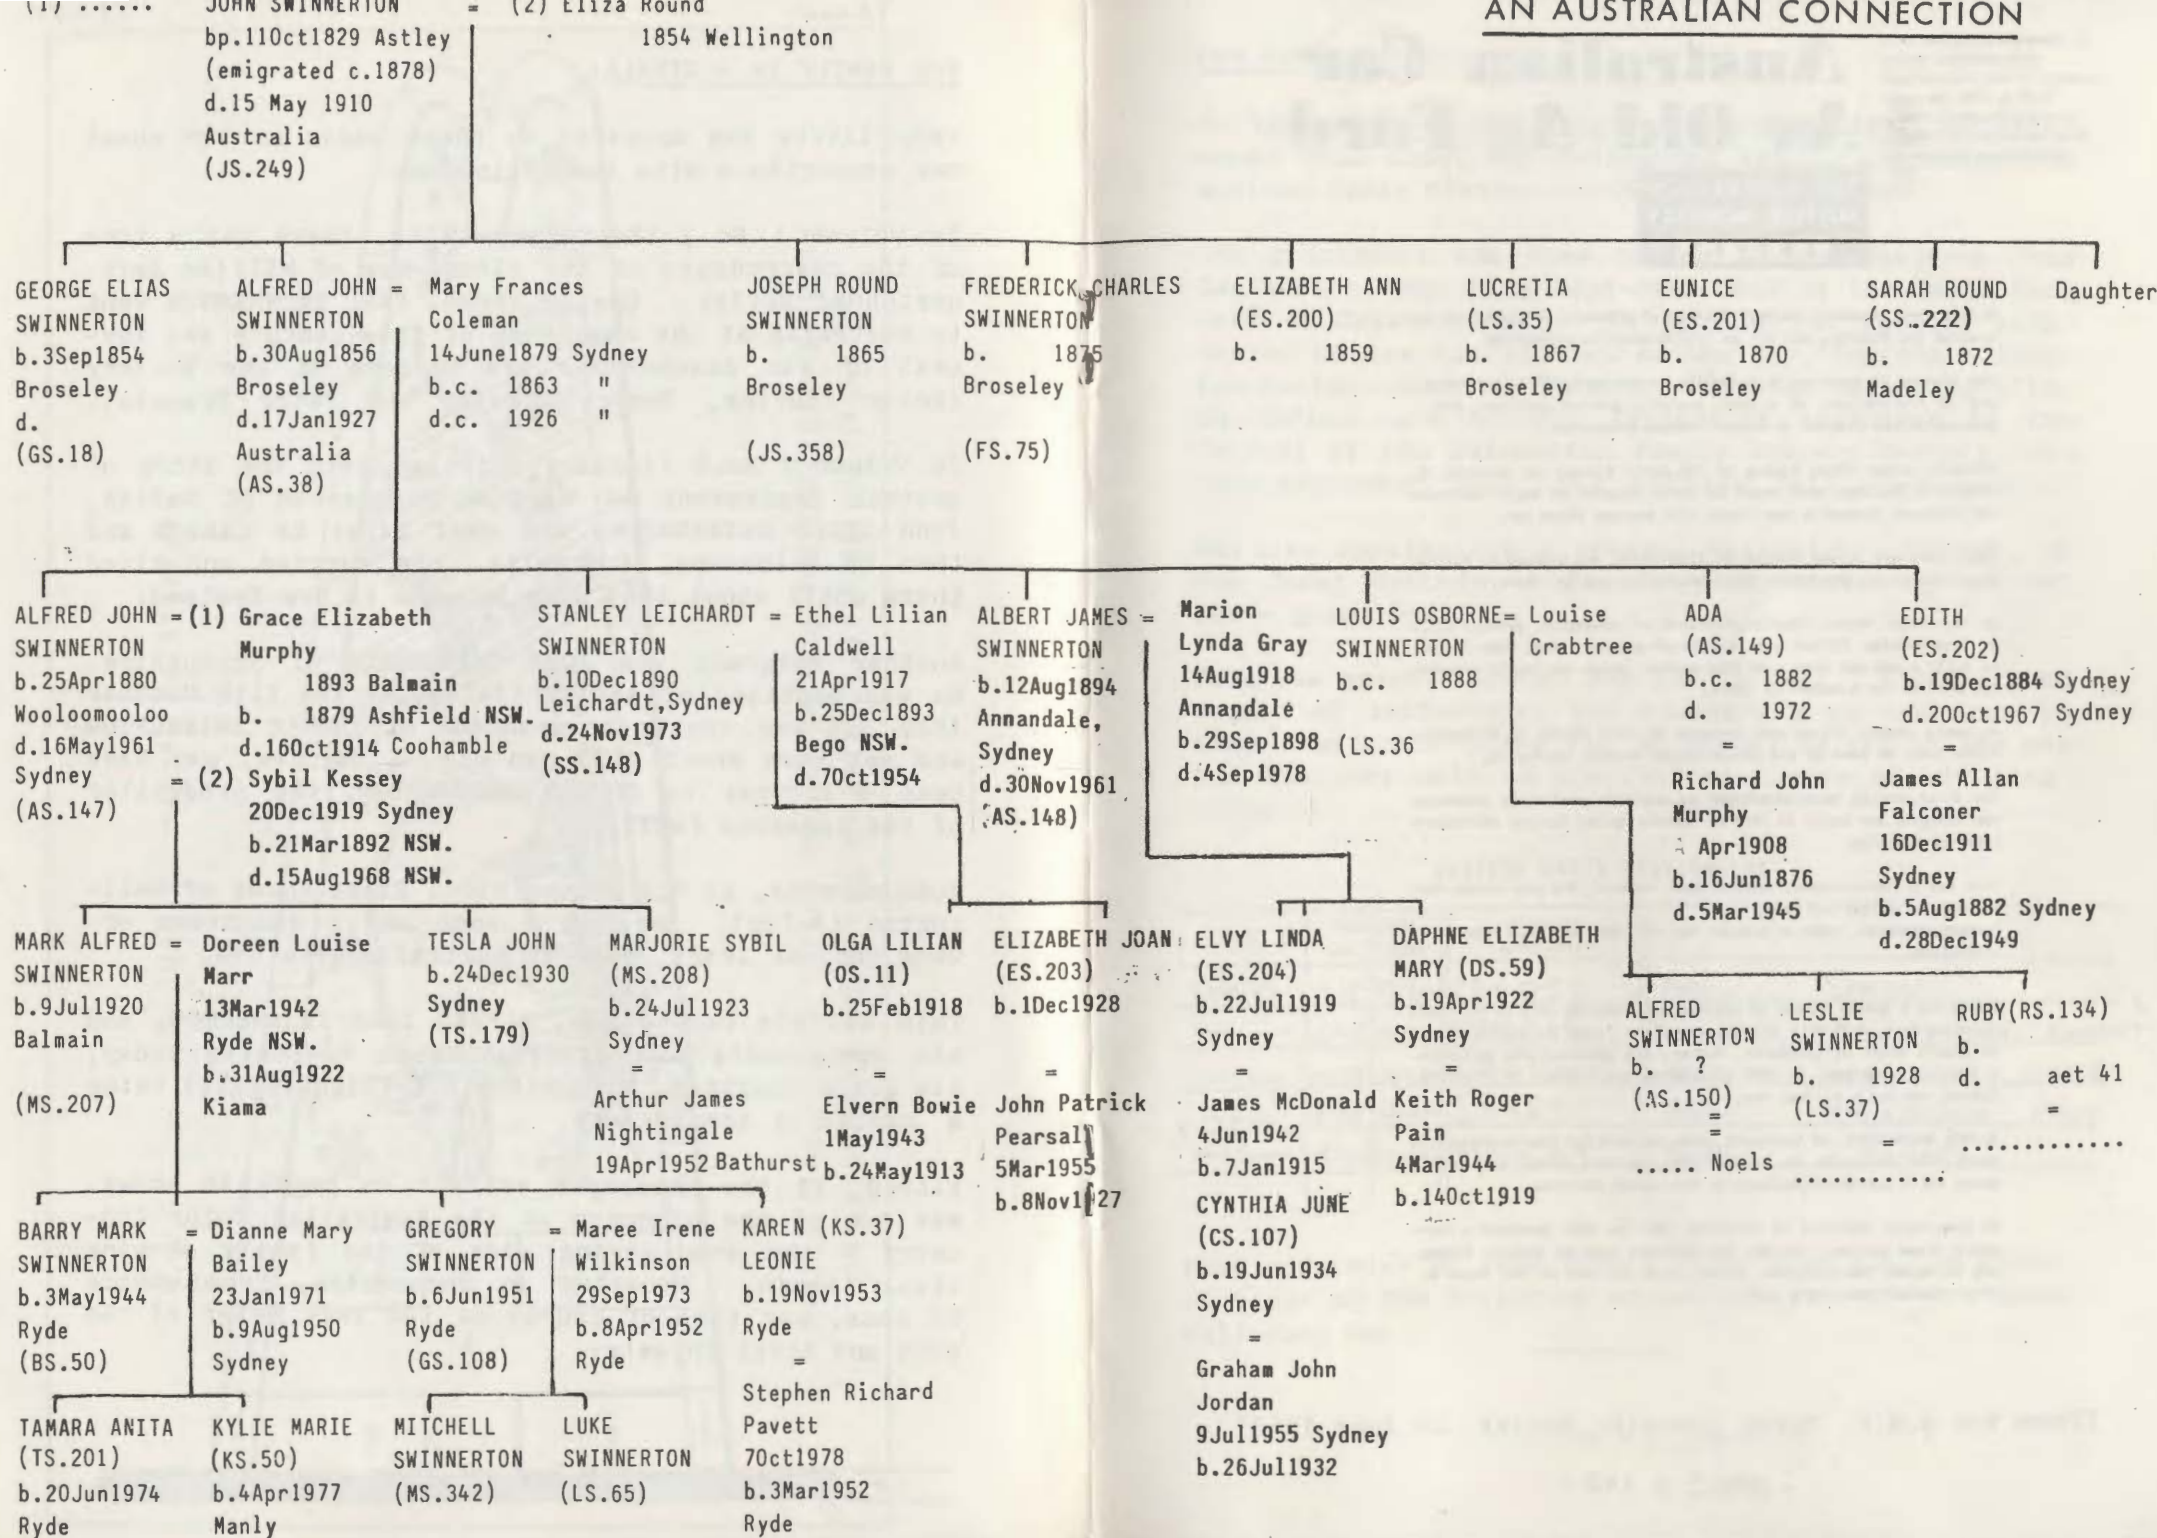 AN AUSTRALIAN CONNECTION
(1) ...... JOHN SWINNERTON = (2) Eliza Round
bp.11Oct1829 Astley
1854 Wellington
(emigrated c.1878)
d.15 May 1910
Australia
(JS.249)
GEORGE ELIAS
SWINNERTON
b.3Sep1854
Broseley
d.
(GS.18)
ALFRED JOHN =
SWINNERTON
b.30Aug1856
Broseley
d.17Jan1927
Australia
(AS.38)
Mary Frances
Coleman
14June1879 Sydney
b.c. 1863 "
d.c. 1926 "
JOSEPH ROUND
SWINNERTON
b. 1865
Broseley
(JS.358)
FREDERICK CHARLES
SWINNERTON
b. 1875
Broseley
(FS.75)
ELIZABETH ANN
(ES.200)
b. 1859
LUCRETIA
(LS.35)
b. 1867
Broseley
EUNICE
(ES.201)
b. 1870
Broseley
SARAH ROUND
(SS.222)
b. 1872
Madeley
Daughter
ALFRED JOHN =
SWINNERTON
b.25Apr1880
Wooloomooloo
d.16May1961
Sydney
(AS.147)
(1) Grace Elizabeth
Murphy
1893 Balmain
b. 1879 Ashfield NSW.
d.16Oct1914 Coohamble
= (2) Sybil Kessey
20Dec1919 Sydney
b.21Mar1892 NSW.
d.15Aug1968 NSW.
STANLEY LEICHARDT =
SWINNERTON
b.10Dec1890
Leichardt,Sydney
d.24Nov1973
(SS.148)
Ethel Lilian
Caldwell
21Apr1917
b.25Dec1893
Bego NSW.
d.7Oct1954
ALBERT JAMES =
SWINNERTON
b.12Aug1894
Annandale,
Sydney
d.30Nov1961
(AS.148)
Marion
Lynda Gray
14Aug1918
Annandale
b.29Sep1898
d.4Sep1978
LOUIS OSBORNE=
SWINNERTON
b.c. 1888
(LS.36
Louise
Crabtree
ADA
(AS.149)
b.c. 1882
d. 1972
=
Richard John
Murphy
Apr1908
b.16Jun1876
d.5Mar1945
EDITH
(ES.202)
b.19Dec1884 Sydney
d.20Oct1967 Sydney
=
James Allan
Falconer
16Dec1911
Sydney
b.5Aug1882 Sydney
d.28Dec1949
MARK ALFRED =
SWINNERTON
b.9Jul1920
Balmain
(MS.207)
Doreen Louise
Marr
13Mar1942
Ryde NSW.
b.31Aug1922
Kiama
TESLA JOHN
b.24Dec1930
Sydney
(TS.179)
MARJORIE SYBIL
(MS.208)
b.24Jul1923
Sydney
=
Arthur James
Nightingale
19Apr1952 Bathurst
OLGA LILIAN
(OS.11)
b.25Feb1918
=
Elvern Bowie
1May1943
b.24May1913
ELIZABETH JOAN
(ES.203)
b.1Dec1928
=
John Patrick
Pearsall
5Mar1955
b.8Nov1927
ELVY LINDA
(ES.204)
b.22Jul1919
Sydney
=
James McDonald
4Jun1942
b.7Jan1915
CYNTHIA JUNE
(CS.107)
b.19Jun1934
Sydney
=
Graham John
Jordan
9Jul1955 Sydney
b.26Jul1932
DAPHNE ELIZABETH
MARY (DS.59)
b.19Apr1922
Sydney
=
Keith Roger
Pain
4Mar1944
b.14Oct1919
ALFRED
SWINNERTON
b. ?
(AS.150)
=
..... Noels
LESLIE
SWINNERTON
b. 1928
(LS.37)
=
............
RUBY(RS.134)
b.
d. aet 41
=
.............
BARRY MARK =
SWINNERTON
b.3May1944
Ryde
(BS.50)
Dianne Mary
Bailey
23Jan1971
b.9Aug1950
Sydney
GREGORY =
SWINNERTON
b.6Jun1951
Ryde
(GS.108)
Maree Irene
Wilkinson
29Sep1973
b.8Apr1952
Ryde
KAREN (KS.37)
LEONIE
b.19Nov1953
Ryde
=
Stephen Richard
Pavett
7Oct1978
b.3Mar1952
Ryde
TAMARA ANITA
(TS.201)
b.20Jun1974
Ryde
KYLIE MARIE
(KS.50)
b.4Apr1977
Manly
MITCHELL
SWINNERTON
(MS.342)
LUKE
SWINNERTON
(LS.65)